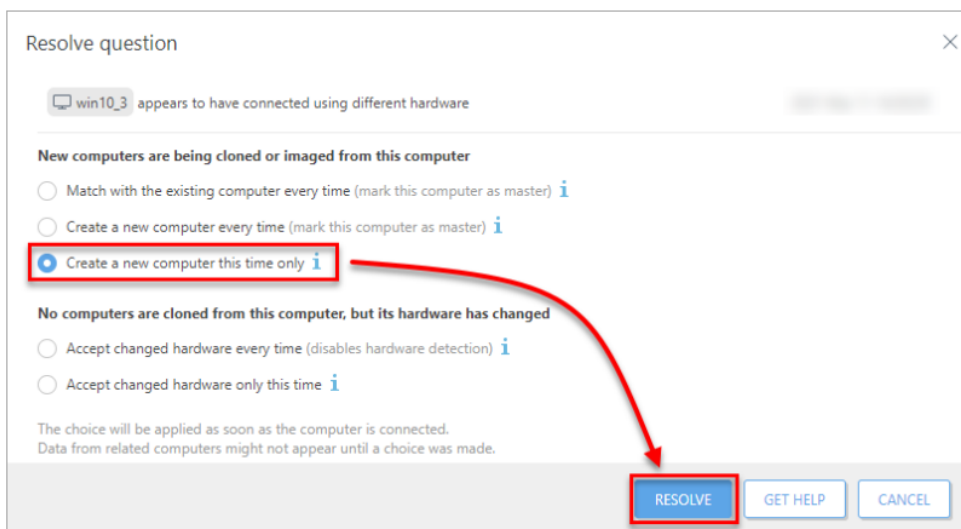 Resolve question
win10_3 appears to have connected using different hardware
New computers are being cloned or imaged from this computer
Match with the existing computer every time (mark this computer as master) i
Create a new computer every time (mark this computer as master) i
Create a new computer this time only i
No computers are cloned from this computer, but its hardware has changed
Accept changed hardware every time (disables hardware detection) i
Accept changed hardware only this time i
The choice will be applied as soon as the computer is connected.
Data from related computers might not appear until a choice was made.
RESOLVE GET HELP CANCEL